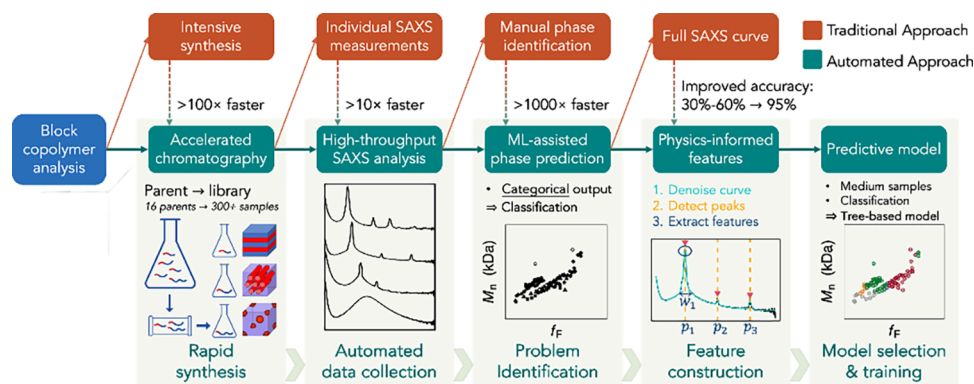 Intensive
synthesis
Individual SAXS
measurements
Manual phase
identification
Full SAXS curve
Traditional Approach
Automated Approach
>100× faster
>10× faster
>1000× faster
Improved accuracy:
30%-60% → 95%
Block
copolymer
analysis
Accelerated
chromatography
High-throughput
SAXS analysis
ML-assisted
phase prediction
Physics-informed
features
Predictive model
Parent → library
16 parents → 300+ samples
• Categorical output
⇒ Classification
Mn (kDa)
fF
1. Denoise curve
2. Detect peaks
3. Extract features
w1
p1 p2 p3
• Medium samples
• Classification
⇒ Tree-based model
Mn (kDa)
fF
Rapid
synthesis
Automated
data collection
Problem
Identification
Feature
construction
Model selection
& training